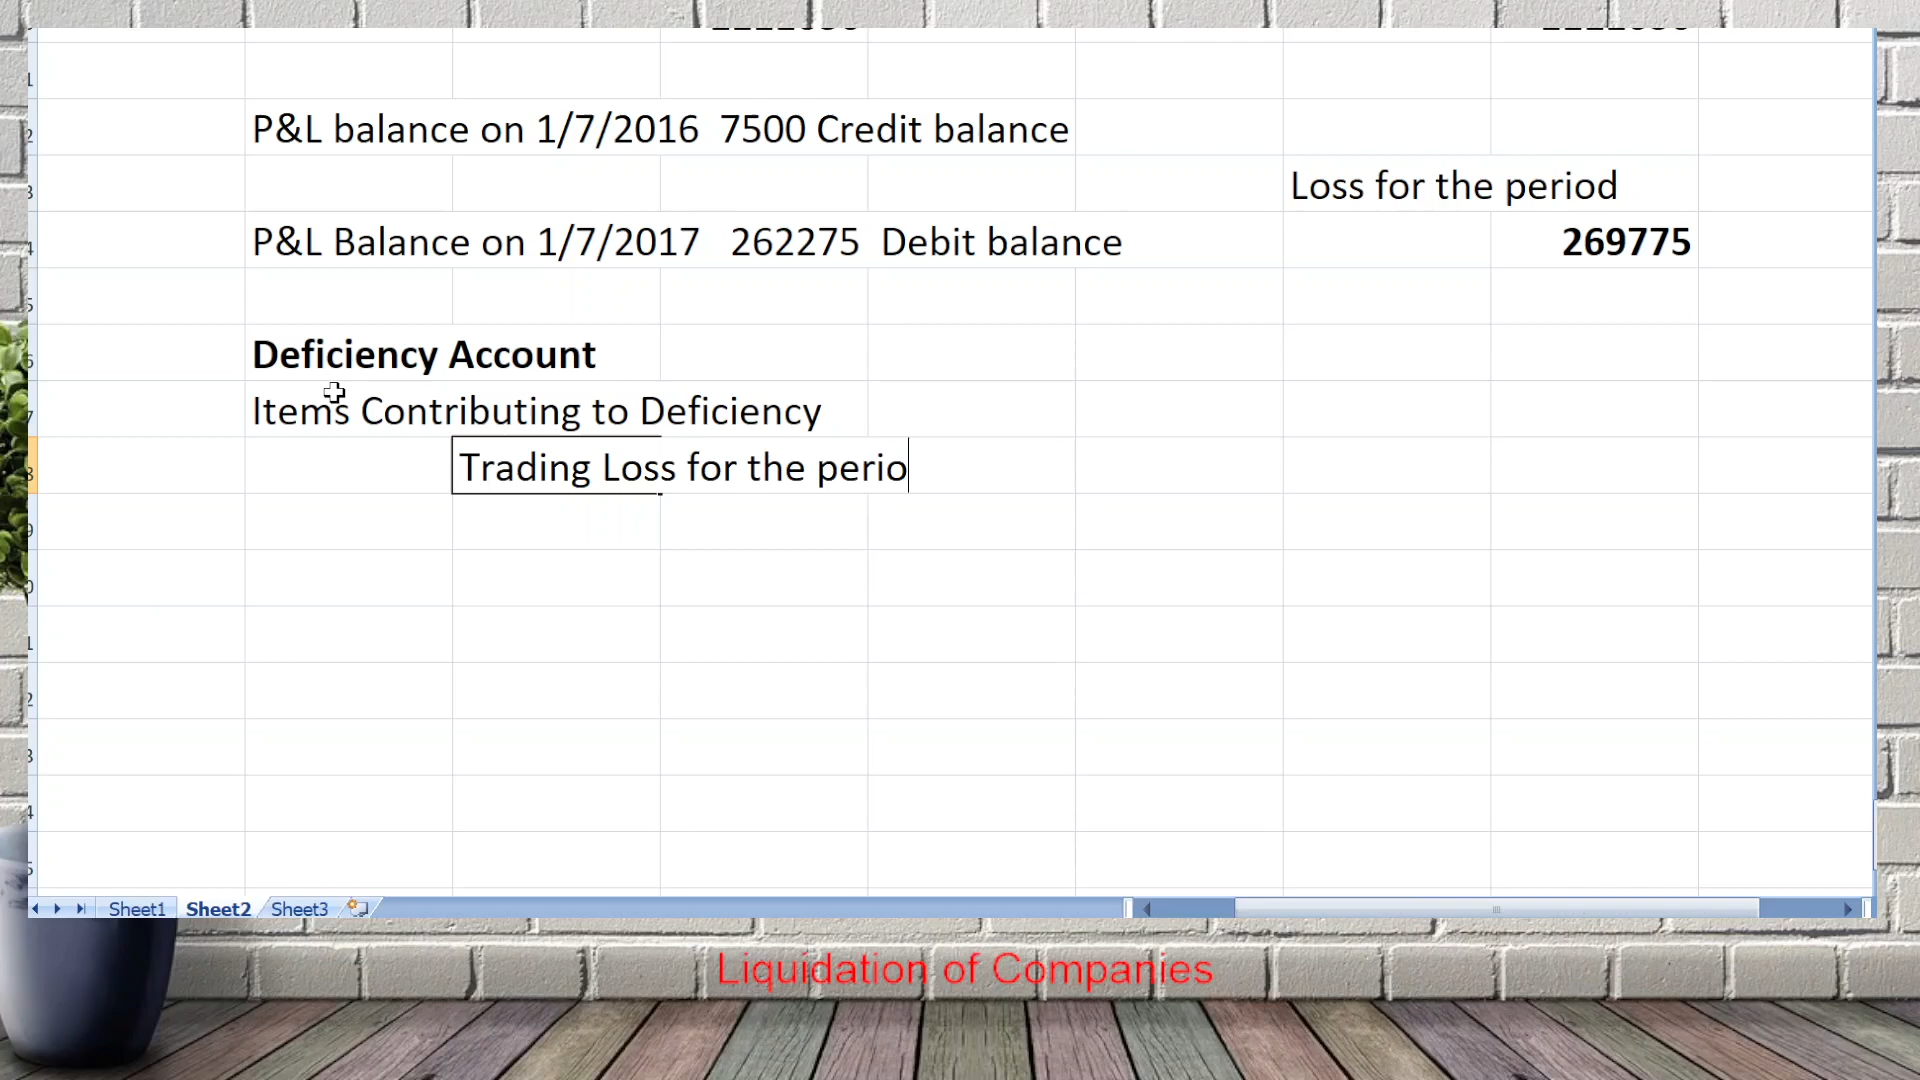 P&L balance on 1/7/2016 7500 Credit balance
Loss for the period
P&L Balance on 1/7/2017 262275 Debit balance 269775
Deficiency Account
Items Contributing to Deficiency
Trading Loss for the perio
Sheet1 Sheet2 Sheet3
Liquidation of Companies